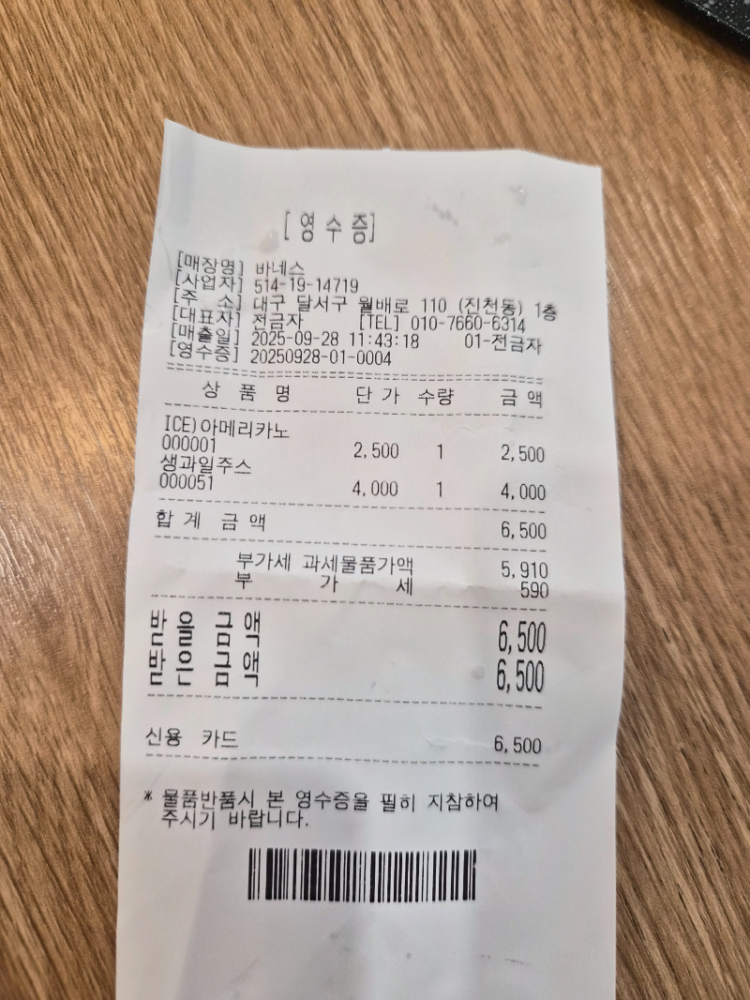 [영수증]
[매장명] 바네스
[사업자] 514-19-14719
[주 소] 대구 달서구 월배로 110 (진천동) 1층
[대표자] 전금자 [TEL] 010-7660-6314
[매출일] 2025-09-28 11:43:18 01-전금자
[영수증] 20250928-01-0004
상 품 명 단 가 수량 금 액
ICE)아메리카노
000001 2,500 1 2,500
생과일주스
000051 4,000 1 4,000
합 계 금 액 6,500
부가세 과세물품가액 5,910
부 가 세 590
받 을 금 액 6,500
받 은 금 액 6,500
신용 카드 6,500
* 물품반품시 본 영수증을 필히 지참하여
주시기 바랍니다.